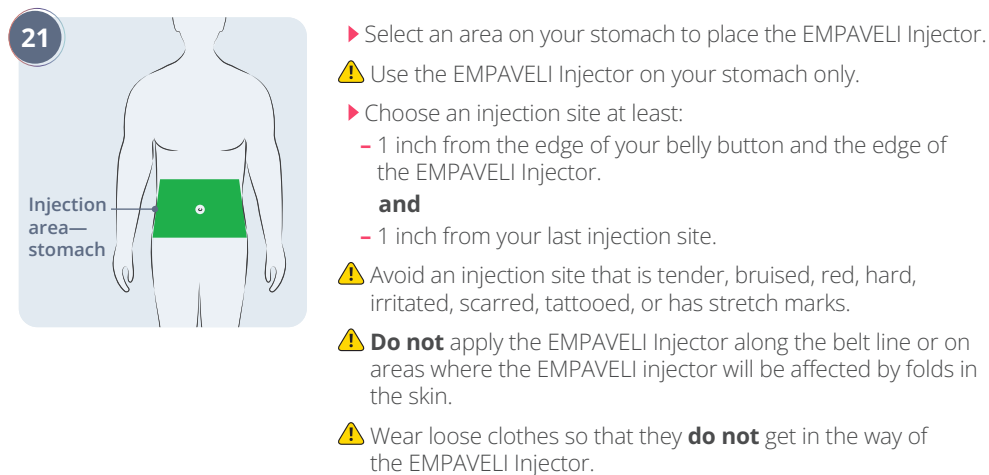 21
Injection
area—
stomach
Select an area on your stomach to place the EMPAVELI Injector.
Use the EMPAVELI Injector on your stomach only.
Choose an injection site at least:
– 1 inch from the edge of your belly button and the edge of
the EMPAVELI Injector.
and
– 1 inch from your last injection site.
Avoid an injection site that is tender, bruised, red, hard,
irritated, scarred, tattooed, or has stretch marks.
Do not apply the EMPAVELI Injector along the belt line or on
areas where the EMPAVELI injector will be affected by folds in
the skin.
Wear loose clothes so that they do not get in the way of
the EMPAVELI Injector.